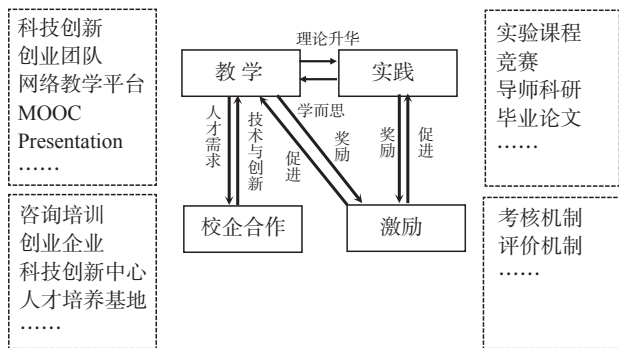 科技创新
创业团队
网络教学平台
MOOC
Presentation
……
理论升华
教学
实践
实验课程
竞赛
导师科研
毕业论文
……
人才需求
技术与创新
学而思
奖励
促进
奖励
促进
咨询培训
创业企业
科技创新中心
人才培养基地
……
校企合作
激励
考核机制
评价机制
……